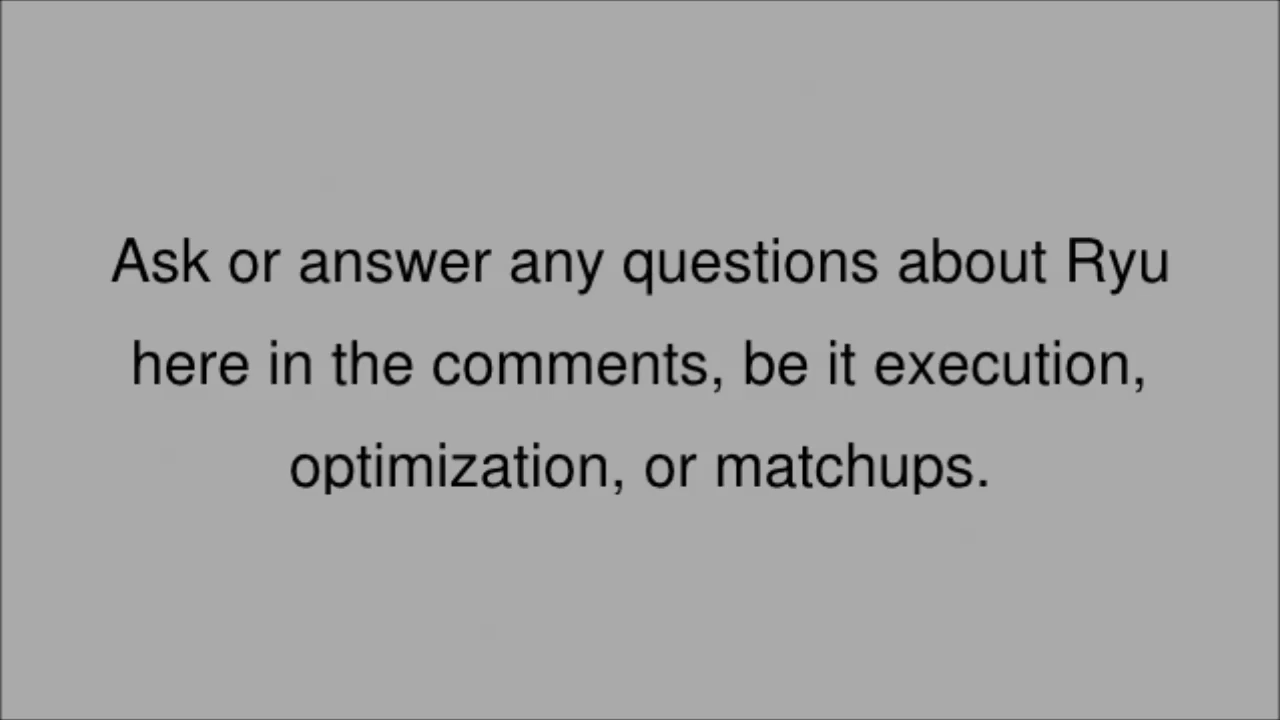 Ask or answer any questions about Ryu
here in the comments, be it execution,
optimization, or matchups.